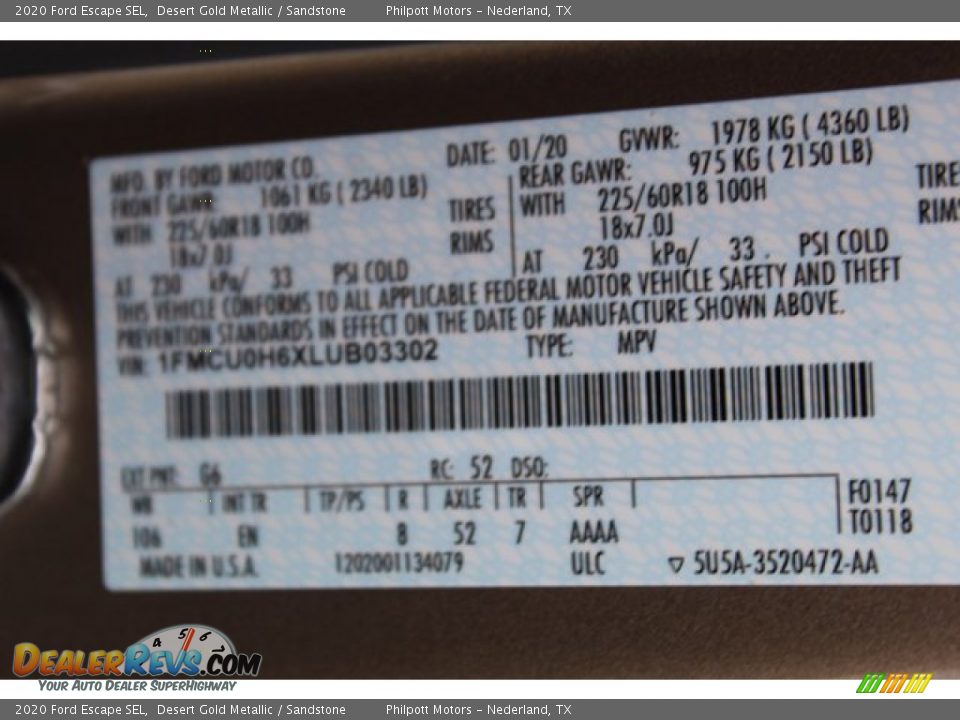 2020 Ford Escape SEL, Desert Gold Metallic / Sandstone Philpott Motors - Nederland, TX
MFD. BY FORD MOTOR CO. DATE: 01/20 GVWR: 1978 KG ( 4360 LB)
FRONT GAWR: 1061 KG ( 2340 LB) REAR GAWR: 975 KG ( 2150 LB)
WITH 225/60R18 100H TIRES WITH 225/60R18 100H TIRE
18x7.0J RIMS 18x7.0J RIMS
AT 230 kPa/ 33 PSI COLD AT 230 kPa/ 33 . PSI COLD
THIS VEHICLE CONFORMS TO ALL APPLICABLE FEDERAL MOTOR VEHICLE SAFETY AND THEFT
PREVENTION STANDARDS IN EFFECT ON THE DATE OF MANUFACTURE SHOWN ABOVE.
VIN: 1FMCU0H6XLUB03302 TYPE: MPV
EXT PNT: G6 RC: 52 DSO:
WB INT TR TP/PS R AXLE TR SPR F0147
106 EN 8 52 7 AAAA T0118
MADE IN U.S.A. 1202001134079 ULC 5U5A-3520472-AA
4 5 6
DEALERREVS.COM
YOUR AUTO DEALER SUPERHIGHWAY
2020 Ford Escape SEL, Desert Gold Metallic / Sandstone Philpott Motors - Nederland, TX